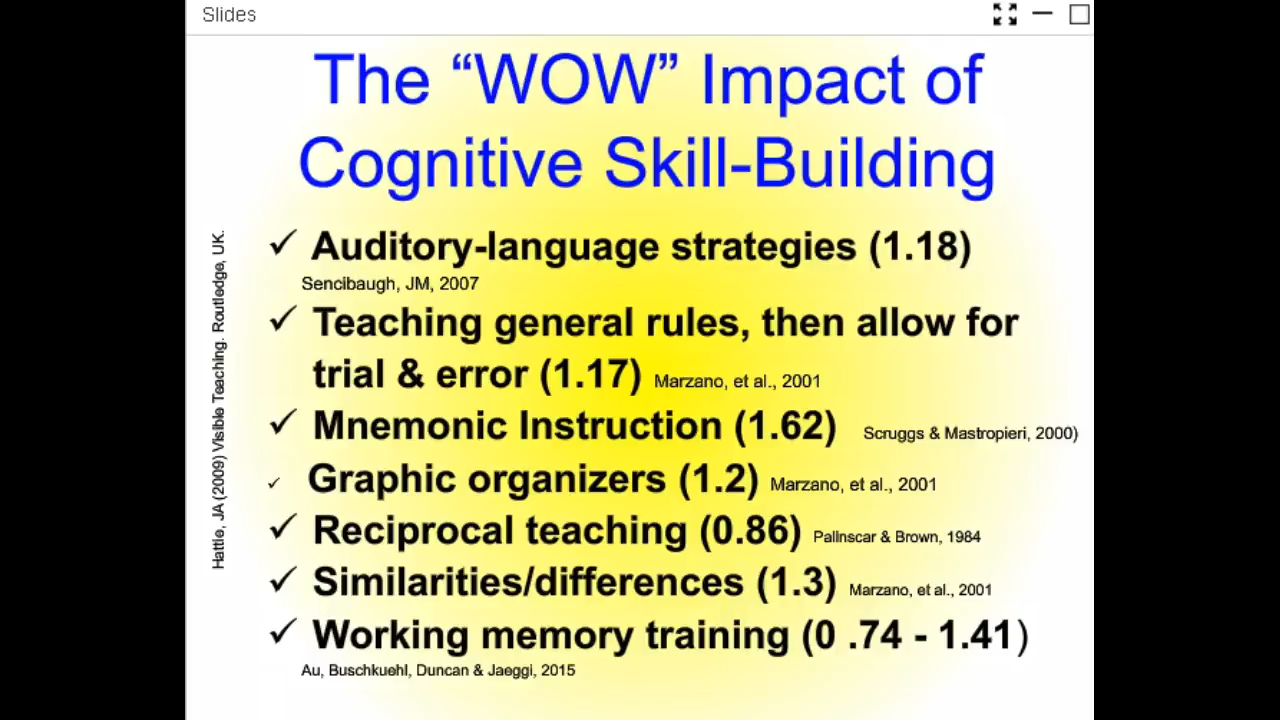 Slides
The “WOW” Impact of
Cognitive Skill-Building
Hattie, JA (2009) Visible Teaching. Routledge, UK.
✓ Auditory-language strategies (1.18)
Sencibaugh, JM, 2007
✓ Teaching general rules, then allow for
trial & error (1.17) Marzano, et al., 2001
✓ Mnemonic Instruction (1.62) Scruggs & Mastropieri, 2000)
✓ Graphic organizers (1.2) Marzano, et al., 2001
✓ Reciprocal teaching (0.86) Palinscar & Brown, 1984
✓ Similarities/differences (1.3) Marzano, et al., 2001
✓ Working memory training (0 .74 - 1.41)
Au, Buschkuehl, Duncan & Jaeggi, 2015